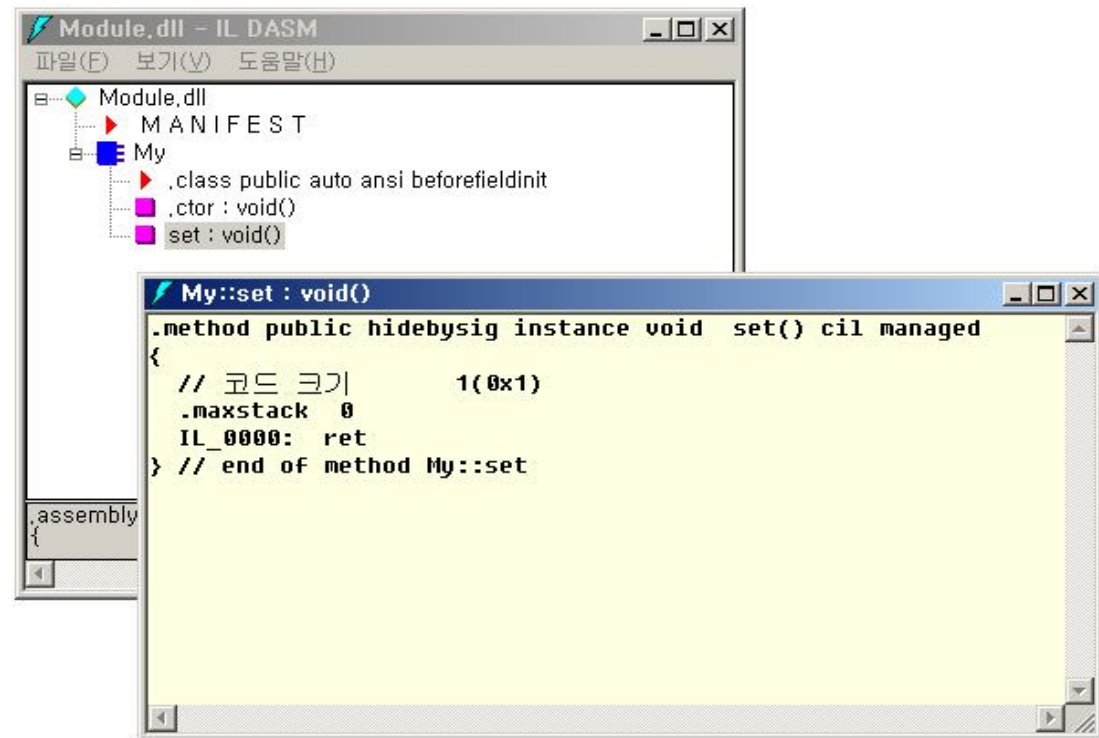 Module.dll - IL DASM
파일(F) 보기(V) 도움말(H)
Module.dll
M A N I F E S T
My
.class public auto ansi beforefieldinit
.ctor : void()
set : void()
.assembly
{
My::set : void()
.method public hidebysig instance void  set() cil managed
{
  // 코드 크기       1(0x1)
  .maxstack  0
  IL_0000:  ret
} // end of method My::set